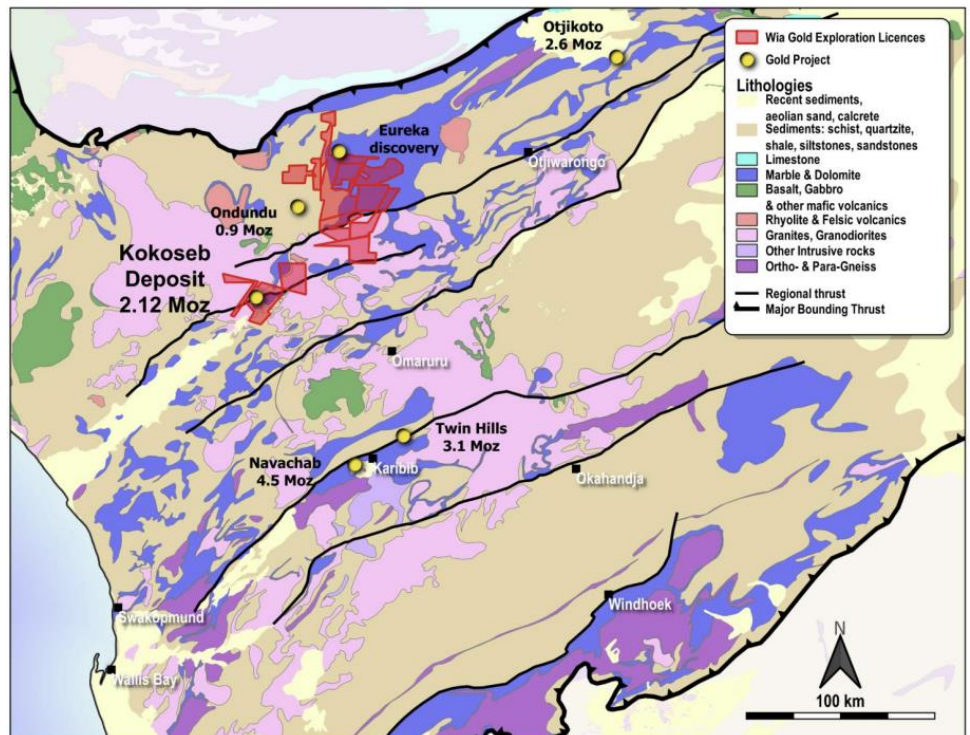 Otjikoto
2.6 Moz
Eureka
discovery
Otjiwarongo
Ondundu
0.9 Moz
Kokoseb
Deposit
2.12 Moz
Omaruru
Twin Hills
3.1 Moz
Navachab
4.5 Moz
Karibib
Okahandja
Swakopmund
Windhoek
Wallis Bay
Wia Gold Exploration Licences
Gold Project
Lithologies
Recent sediments,
aeolian sand, calcrete
Sediments: schist, quartzite,
shale, siltstones, sandstones
Limestone
Marble & Dolomite
Basalt, Gabbro
& other mafic volcanics
Rhyolite & Felsic volcanics
Granites, Granodiorites
Other Intrusive rocks
Ortho- & Para-Gneiss
Regional thrust
Major Bounding Thrust
N
100 km